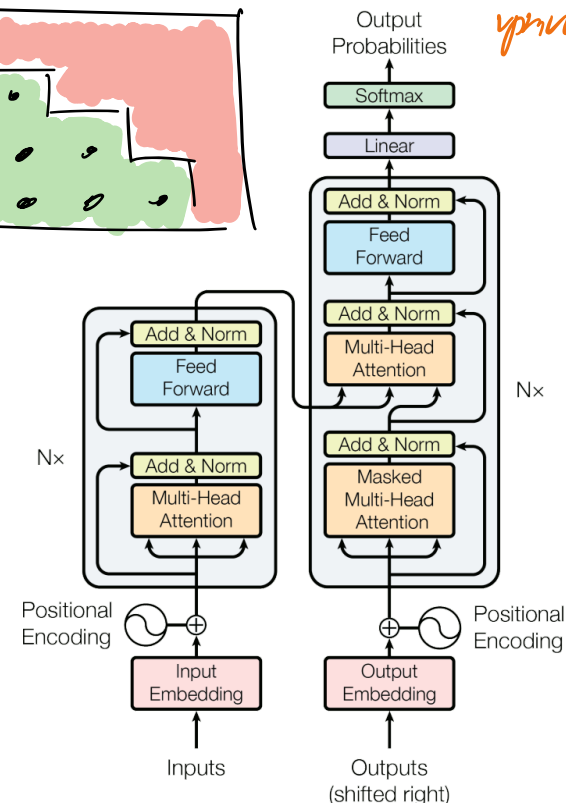 Output
Probabilities
Softmax
Linear
Add & Norm
Feed
Forward
Add & Norm
Multi-Head
Attention
Add & Norm
Masked
Multi-Head
Attention
N×
Add & Norm
Feed
Forward
Add & Norm
Multi-Head
Attention
N×
Positional
Encoding
Positional
Encoding
Input
Embedding
Output
Embedding
Inputs
Outputs
(shifted right)